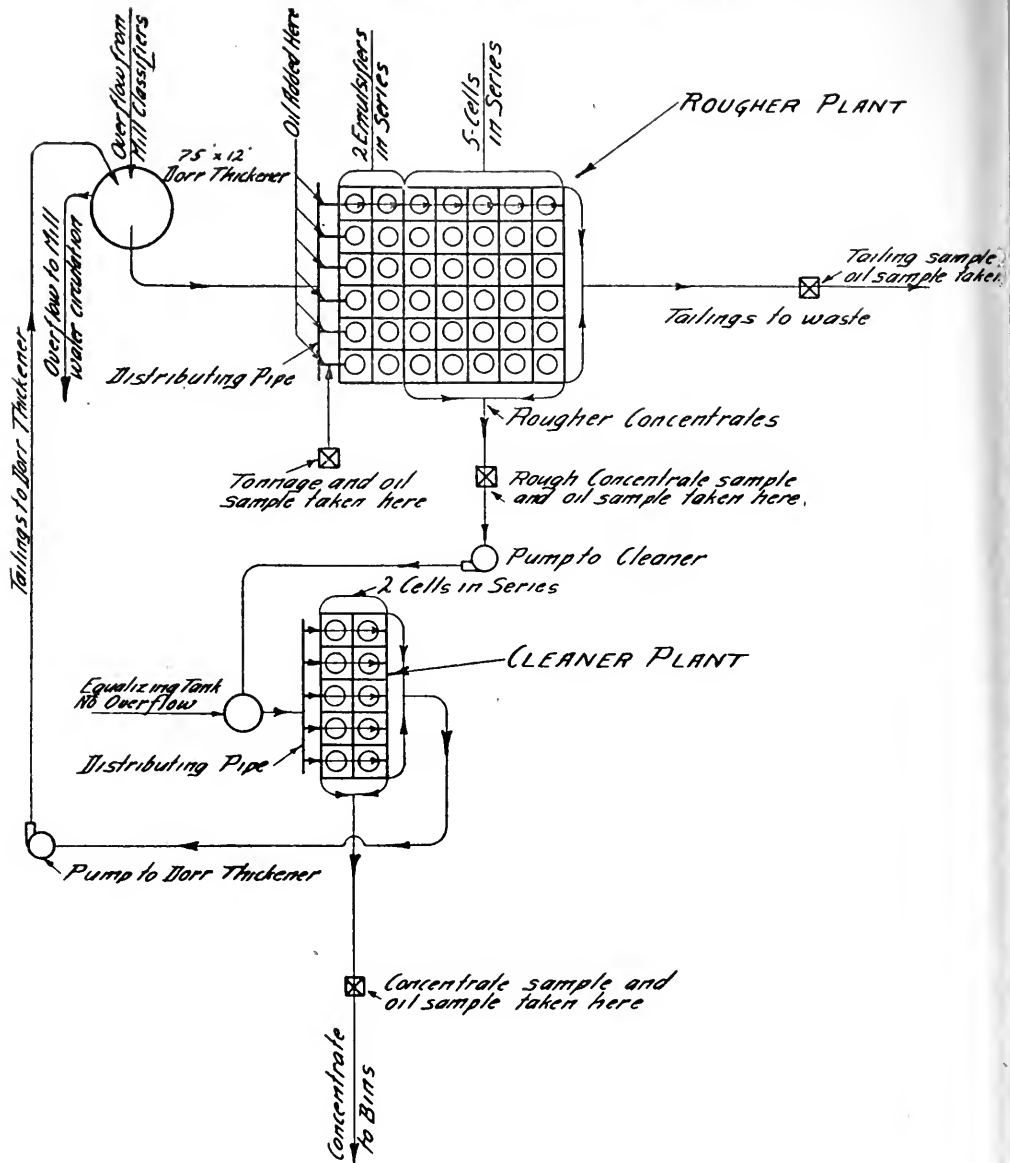 Overflow from
Mill Classifiers
Oil Added Here
2 Emulsifiers
in Series
5-Cells
in Series
ROUGHER PLANT
75' x 12'
Dorr Thickener
Overflow to Mill
water circulation
Tailing sample
oil sample taken
Tailings to waste
Distributing Pipe
Rougher Concentrates
Tailings to Dorr Thickener
Tonnage and oil
sample taken here
Rough Concentrate sample
and oil sample taken here.
Pump to Cleaner
2 Cells in Series
CLEANER PLANT
Equalizing Tank
No Overflow
Distributing Pipe
Pump to Dorr Thickener
Concentrate sample and
oil sample taken here
Concentrate
to Bins